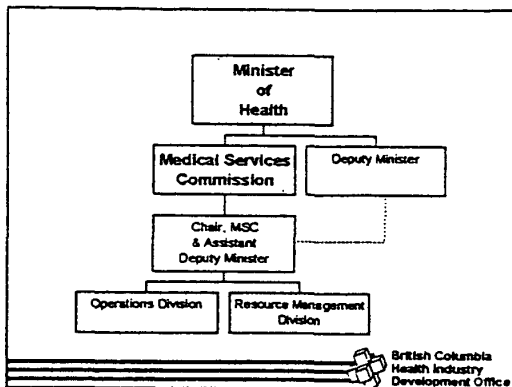 Minister
of
Health
Medical Services
Commission
Deputy Minister
Chair, MSC
& Assistant
Deputy Minister
Operations Division
Resource Management
Division
British Columbia
Health Industry
Development Office